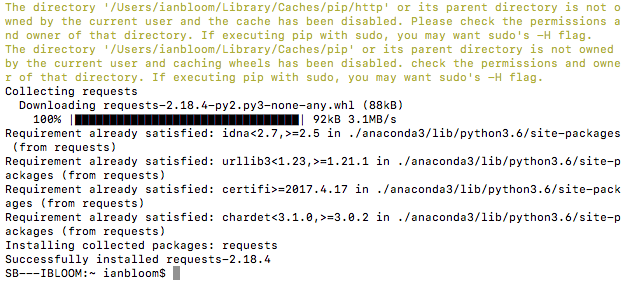 The directory '/Users/ianbloom/Library/Caches/pip/http' or its parent directory is not o
wned by the current user and the cache has been disabled. Please check the permissions a
nd owner of that directory. If executing pip with sudo, you may want sudo's -H flag.
The directory '/Users/ianbloom/Library/Caches/pip' or its parent directory is not owned
by the current user and caching wheels has been disabled. check the permissions and owne
r of that directory. If executing pip with sudo, you may want sudo's -H flag.
Collecting requests
  Downloading requests-2.18.4-py2.py3-none-any.whl (88kB)
    100% |████████████████████████████████| 92kB 3.1MB/s
Requirement already satisfied: idna<2.7,>=2.5 in ./anaconda3/lib/python3.6/site-packages
 (from requests)
Requirement already satisfied: urllib3<1.23,>=1.21.1 in ./anaconda3/lib/python3.6/site-p
ackages (from requests)
Requirement already satisfied: certifi>=2017.4.17 in ./anaconda3/lib/python3.6/site-pack
ages (from requests)
Requirement already satisfied: chardet<3.1.0,>=3.0.2 in ./anaconda3/lib/python3.6/site-p
ackages (from requests)
Installing collected packages: requests
Successfully installed requests-2.18.4
SB---IBLOOM:~ ianbloom$